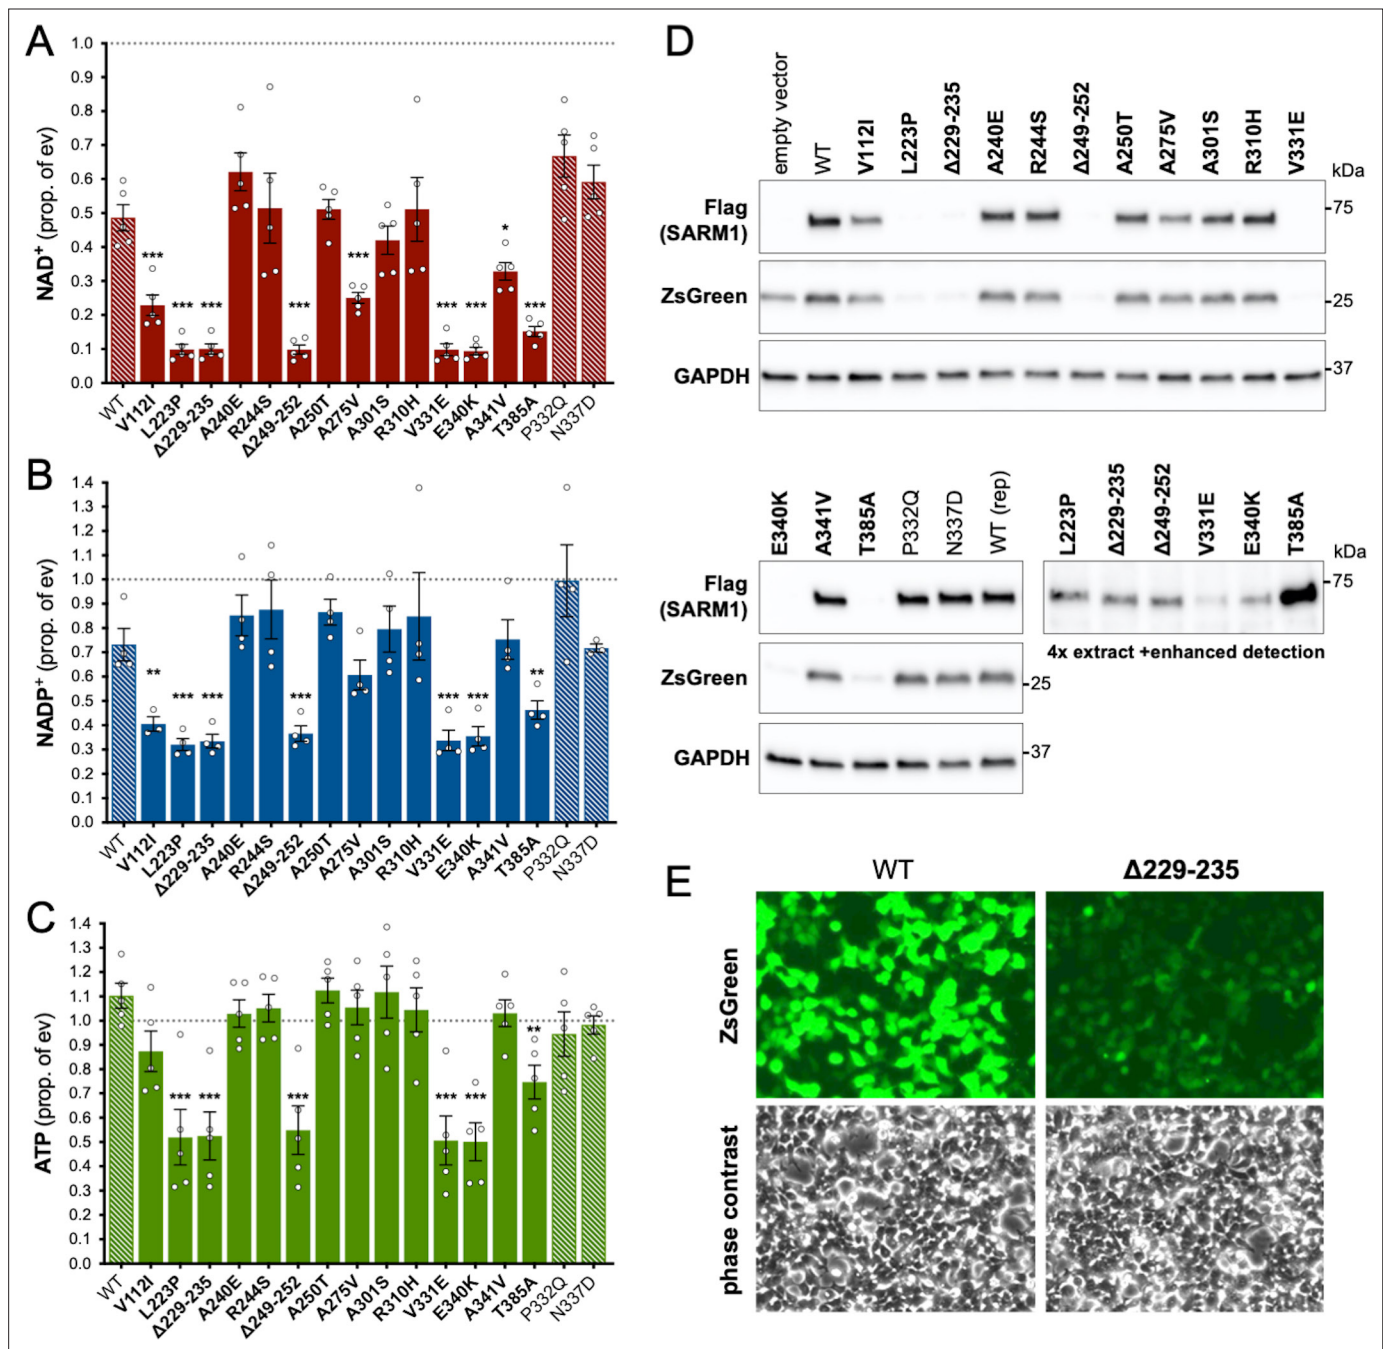 A
1.0
0.9
0.8
0.7
0.6
0.5
0.4
0.3
0.2
0.1
0.0
NAD+ (prop. of ev)
*** *** *** *** *** *** *** * ***
WT V112I L223P Δ229-235 A240E R244S Δ249-252 A250T A275V A301S R310H V331E E340K A341V T385A P332Q N337D
B
1.4
1.3
1.2
1.1
1.0
0.9
0.8
0.7
0.6
0.5
0.4
0.3
0.2
0.1
0.0
NADP+ (prop. of ev)
** *** *** *** *** *** **
WT V112I L223P Δ229-235 A240E R244S Δ249-252 A250T A275V A301S R310H V331E E340K A341V T385A P332Q N337D
C
1.4
1.3
1.2
1.1
1.0
0.9
0.8
0.7
0.6
0.5
0.4
0.3
0.2
0.1
0.0
ATP (prop. of ev)
*** *** *** *** *** **
WT V112I L223P Δ229-235 A240E R244S Δ249-252 A250T A275V A301S R310H V331E E340K A341V T385A P332Q N337D
D
empty vector WT V112I L223P Δ229-235 A240E R244S Δ249-252 A250T A275V A301S R310H V331E
kDa
Flag
(SARM1)
75
ZsGreen
25
GAPDH
37
E340K A341V T385A P332Q N337D WT (rep)
L223P Δ229-235 Δ249-252 V331E E340K T385A
kDa
Flag
(SARM1)
75
4x extract +enhanced detection
ZsGreen
25
GAPDH
37
E
WT Δ229-235
ZsGreen
phase contrast